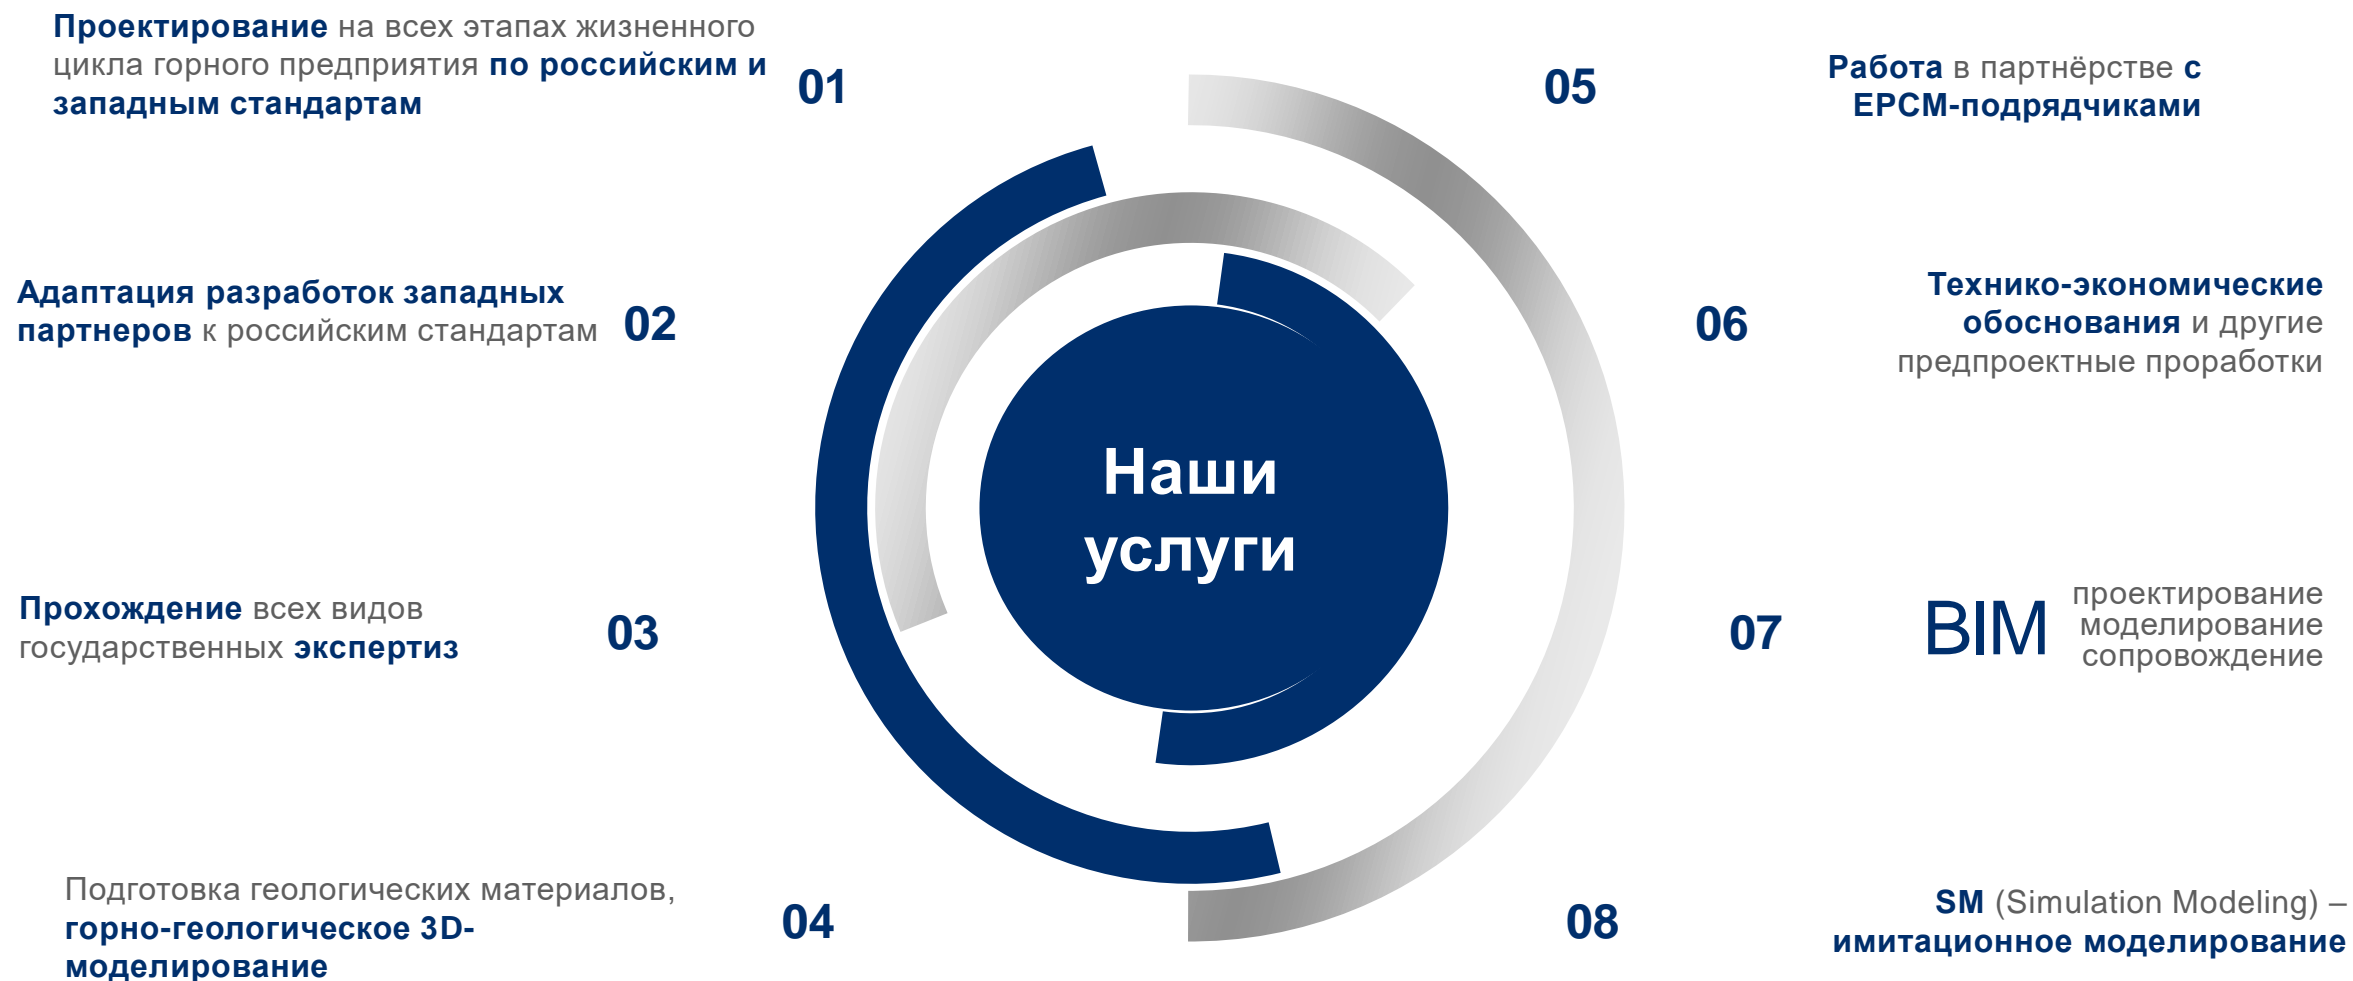 Проектирование на всех этапах жизненного
цикла горного предприятия по российским и
западным стандартам
01
Адаптация разработок западных
партнеров к российским стандартам
02
Прохождение всех видов
государственных экспертиз
03
Подготовка геологических материалов,
горно-геологическое 3D-
моделирование
04
Наши
услуги
05
Работа в партнёрстве с
EPCM-подрядчиками
06
Технико-экономические
обоснования и другие
предпроектные проработки
07
BIM
проектирование
моделирование
сопровождение
08
SM (Simulation Modeling) –
имитационное моделирование